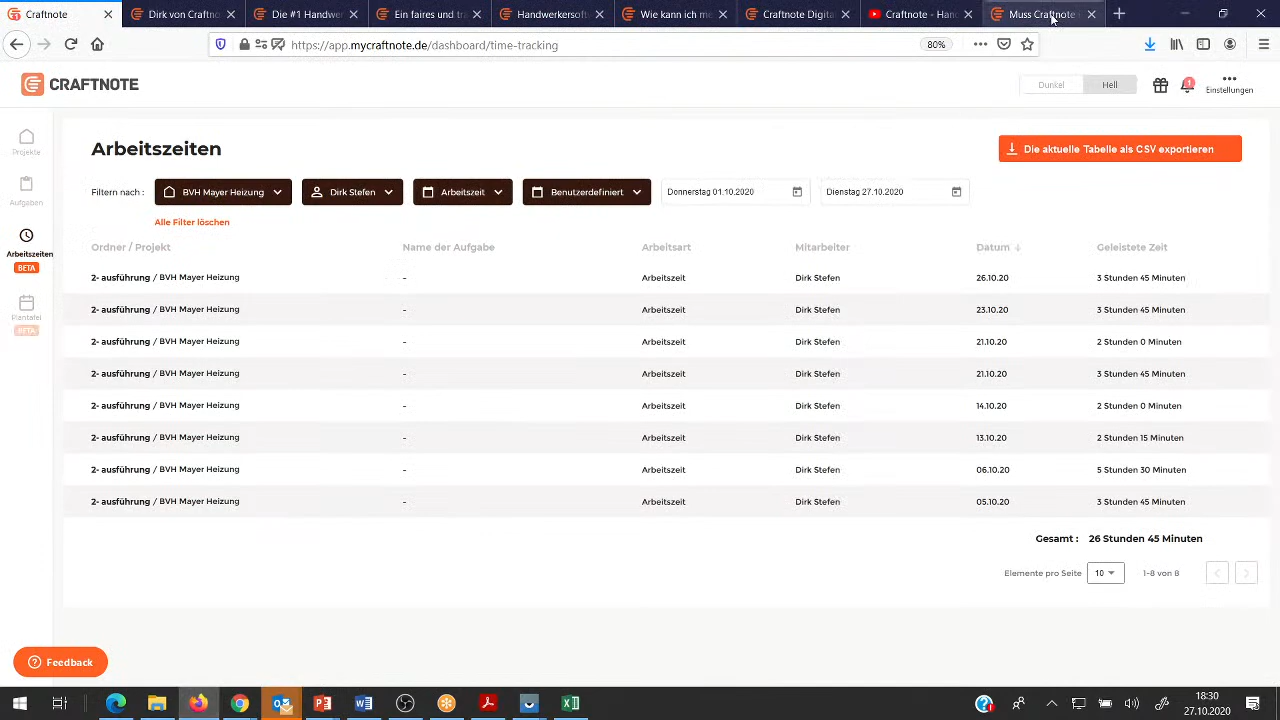 Craftnote
Dirk von Craftno
Die #1 Handwer
Ein faires und tra
Handwerkersoft
Wie kann ich me
Craftnote Digita
Craftnote - Han
Muss Craftnote
https://app.mycraftnote.de/dashboard/time-tracking
80%
CRAFTNOTE
Dunkel
Hell
1
Einstellungen
Projekte
Aufgaben
Arbeitszeiten
BETA
Plantafel
BETA
Arbeitszeiten
Die aktuelle Tabelle als CSV exportieren
Filtern nach : BVH Mayer Heizung Dirk Stefen Arbeitszeit Benutzerdefiniert Donnerstag 01.10.2020 Dienstag 27.10.2020
Alle Filter löschen
Ordner / Projekt Name der Aufgabe Arbeitsart Mitarbeiter Datum ↓ Geleistete Zeit
2- ausführung / BVH Mayer Heizung - Arbeitszeit Dirk Stefen 26.10.20 3 Stunden 45 Minuten
2- ausführung / BVH Mayer Heizung - Arbeitszeit Dirk Stefen 23.10.20 3 Stunden 45 Minuten
2- ausführung / BVH Mayer Heizung - Arbeitszeit Dirk Stefen 21.10.20 2 Stunden 0 Minuten
2- ausführung / BVH Mayer Heizung - Arbeitszeit Dirk Stefen 21.10.20 3 Stunden 45 Minuten
2- ausführung / BVH Mayer Heizung - Arbeitszeit Dirk Stefen 14.10.20 2 Stunden 0 Minuten
2- ausführung / BVH Mayer Heizung - Arbeitszeit Dirk Stefen 13.10.20 2 Stunden 15 Minuten
2- ausführung / BVH Mayer Heizung - Arbeitszeit Dirk Stefen 06.10.20 5 Stunden 30 Minuten
2- ausführung / BVH Mayer Heizung - Arbeitszeit Dirk Stefen 05.10.20 3 Stunden 45 Minuten
Gesamt : 26 Stunden 45 Minuten
Elemente pro Seite 10 1-8 von 8
Feedback
18:30
27.10.2020